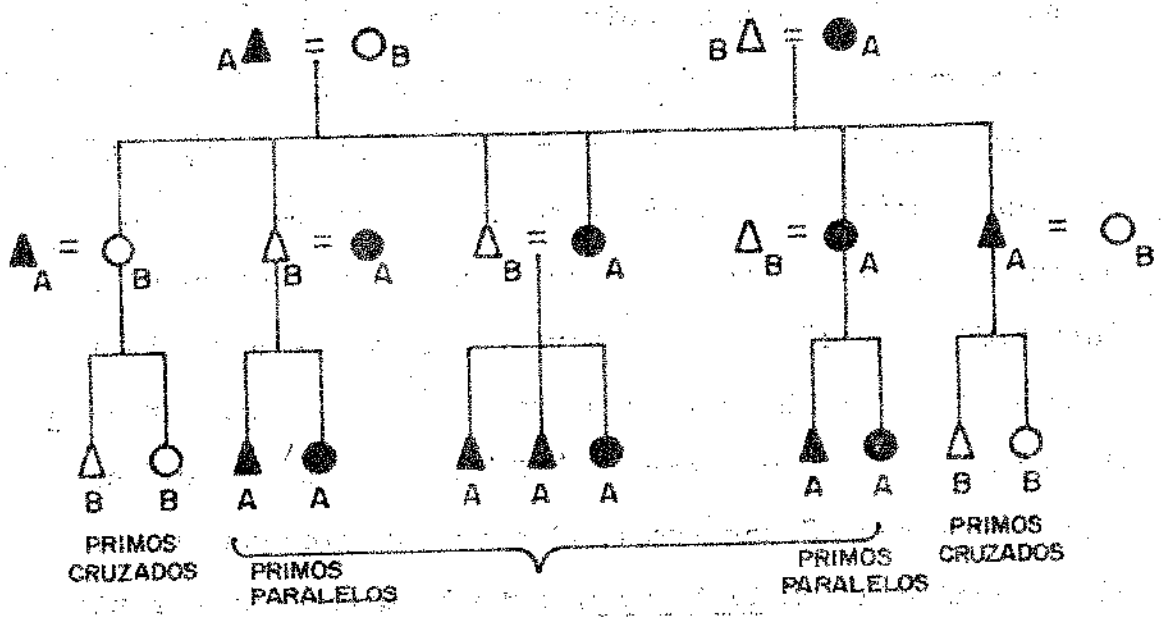 A = B B = A
A = B B = A B = A B = A A = B
B B A A A A A A A B B
PRIMOS CRUZADOS
PRIMOS PARALELOS
PRIMOS PARALELOS
PRIMOS CRUZADOS